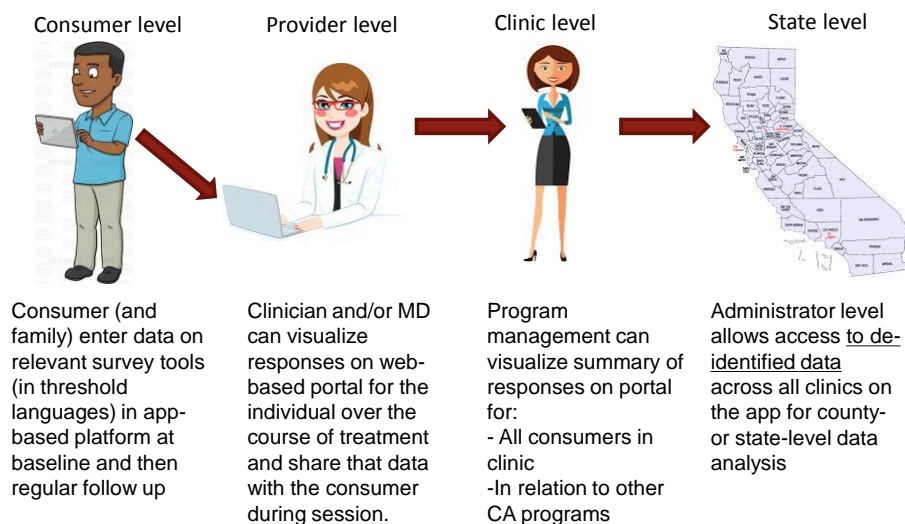 Consumer level
Provider level
Clinic level
State level
Consumer (and
family) enter data on
relevant survey tools
(in threshold
languages) in app-
based platform at
baseline and then
regular follow up
Clinician and/or MD
can visualize
responses on web-
based portal for the
individual over the
course of treatment
and share that data
with the consumer
during session.
Program
management can
visualize summary of
responses on portal
for:
- All consumers in
clinic
-In relation to other
CA programs
Administrator level
allows access to de-
identified data
across all clinics on
the app for county-
or state-level data
analysis